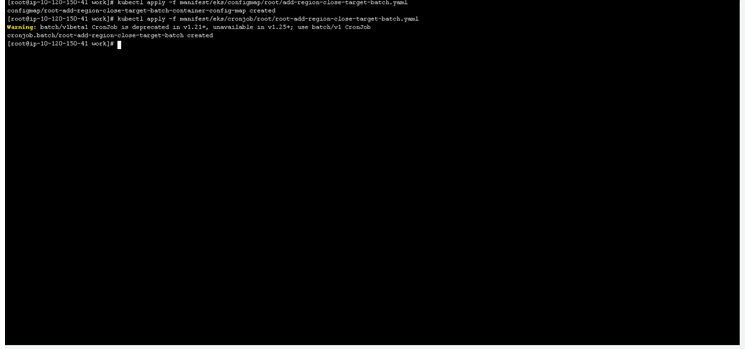 [root@ip-10-120-150-41 work]# kubectl apply -f manifest/eks/configmap/root/root-add-region-close-target-batch.yaml
configmap/root-add-region-close-target-batch-container-config-map created
[root@ip-10-120-150-41 work]# kubectl apply -f manifest/eks/cronjob/root/root-add-region-close-target-batch.yaml
Warning: batch/v1beta1 CronJob is deprecated in v1.21+, unavailable in v1.25+; use batch/v1 CronJob
cronjob.batch/root-add-region-close-target-batch created
[root@ip-10-120-150-41 work]#